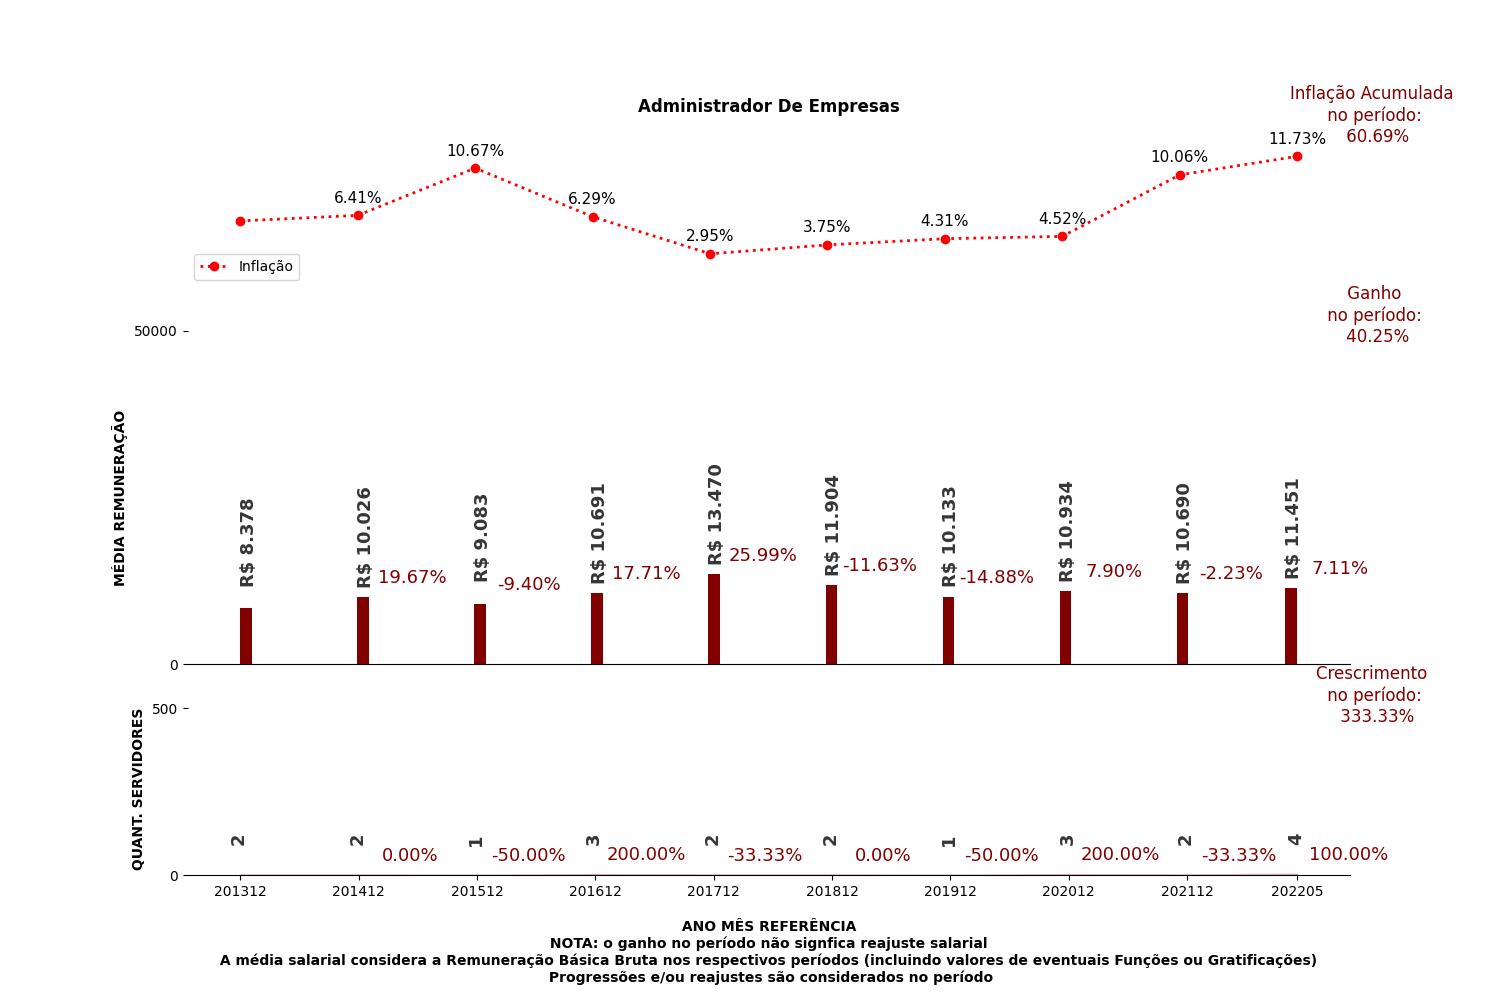 Administrador De Empresas
Inflação Acumulada
no período:
60.69%
6.41%
10.67%
6.29%
2.95%
3.75%
4.31%
4.52%
10.06%
11.73%
Inflação
Ganho
no período:
40.25%
50000
0
MÉDIA REMUNERAÇÃO
R$ 8.378
R$ 10.026
R$ 9.083
R$ 10.691
R$ 13.470
R$ 11.904
R$ 10.133
R$ 10.934
R$ 10.690
R$ 11.451
19.67%
-9.40%
17.71%
25.99%
-11.63%
-14.88%
7.90%
-2.23%
7.11%
Crescrimento
no período:
333.33%
500
0
QUANT. SERVIDORES
2
2
1
3
2
2
1
3
2
4
0.00%
-50.00%
200.00%
-33.33%
0.00%
-50.00%
200.00%
-33.33%
100.00%
201312
201412
201512
201612
201712
201812
201912
202012
202112
202205
ANO MÊS REFERÊNCIA
NOTA: o ganho no período não signfica reajuste salarial
A média salarial considera a Remuneração Básica Bruta nos respectivos períodos (incluindo valores de eventuais Funções ou Gratificações)
Progressões e/ou reajustes são considerados no período